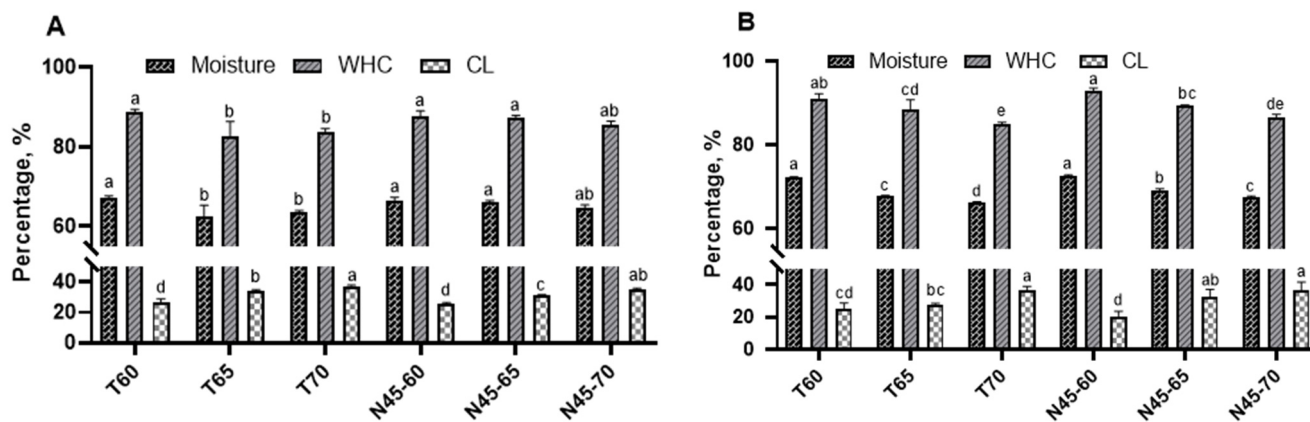 A
Moisture WHC CL
Percentage, %
100
80
60
40
20
0
a a d
b b b
b b a
a a d
a a c
ab ab ab
T60 T65 T70 N45-60 N45-65 N45-70
B
Moisture WHC CL
Percentage, %
100
80
60
40
20
0
a ab cd
c cd bc
d e a
a a d
b bc ab
c de a
T60 T65 T70 N45-60 N45-65 N45-70